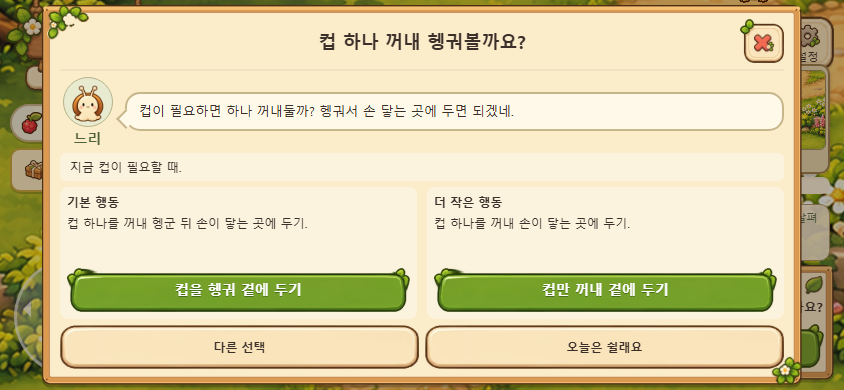 컵 하나 꺼내 헹궈볼까요?
컵이 필요하면 하나 꺼내둘까? 헹궈서 손 닿는 곳에 두면 되겠네.
느리
지금 컵이 필요할 때.
기본 행동
컵 하나를 꺼내 헹군 뒤 손이 닿는 곳에 두기.
더 작은 행동
컵 하나를 꺼내 손이 닿는 곳에 두기.
컵을 헹궈 곁에 두기
컵만 꺼내 곁에 두기
다른 선택
오늘은 쉴래요